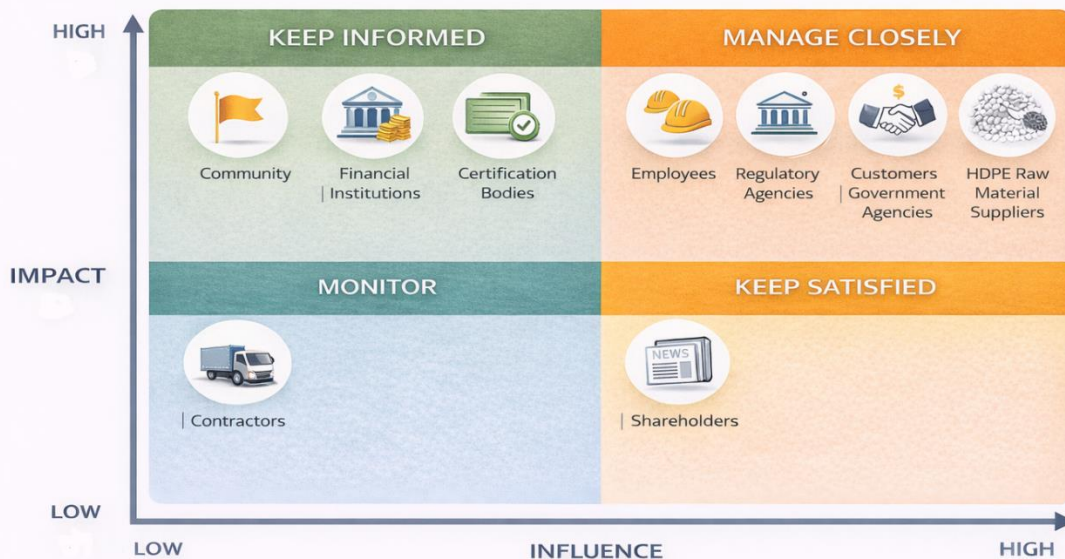 HIGH
KEEP INFORMED
MANAGE CLOSELY
Community
Financial
| Institutions
Certification
Bodies
Employees
Regulatory
Agencies
Customers
| Government
Agencies
HDPE Raw
Material
Suppliers
IMPACT
MONITOR
KEEP SATISFIED
| Contractors
NEWS
| Shareholders
LOW
LOW
INFLUENCE
HIGH